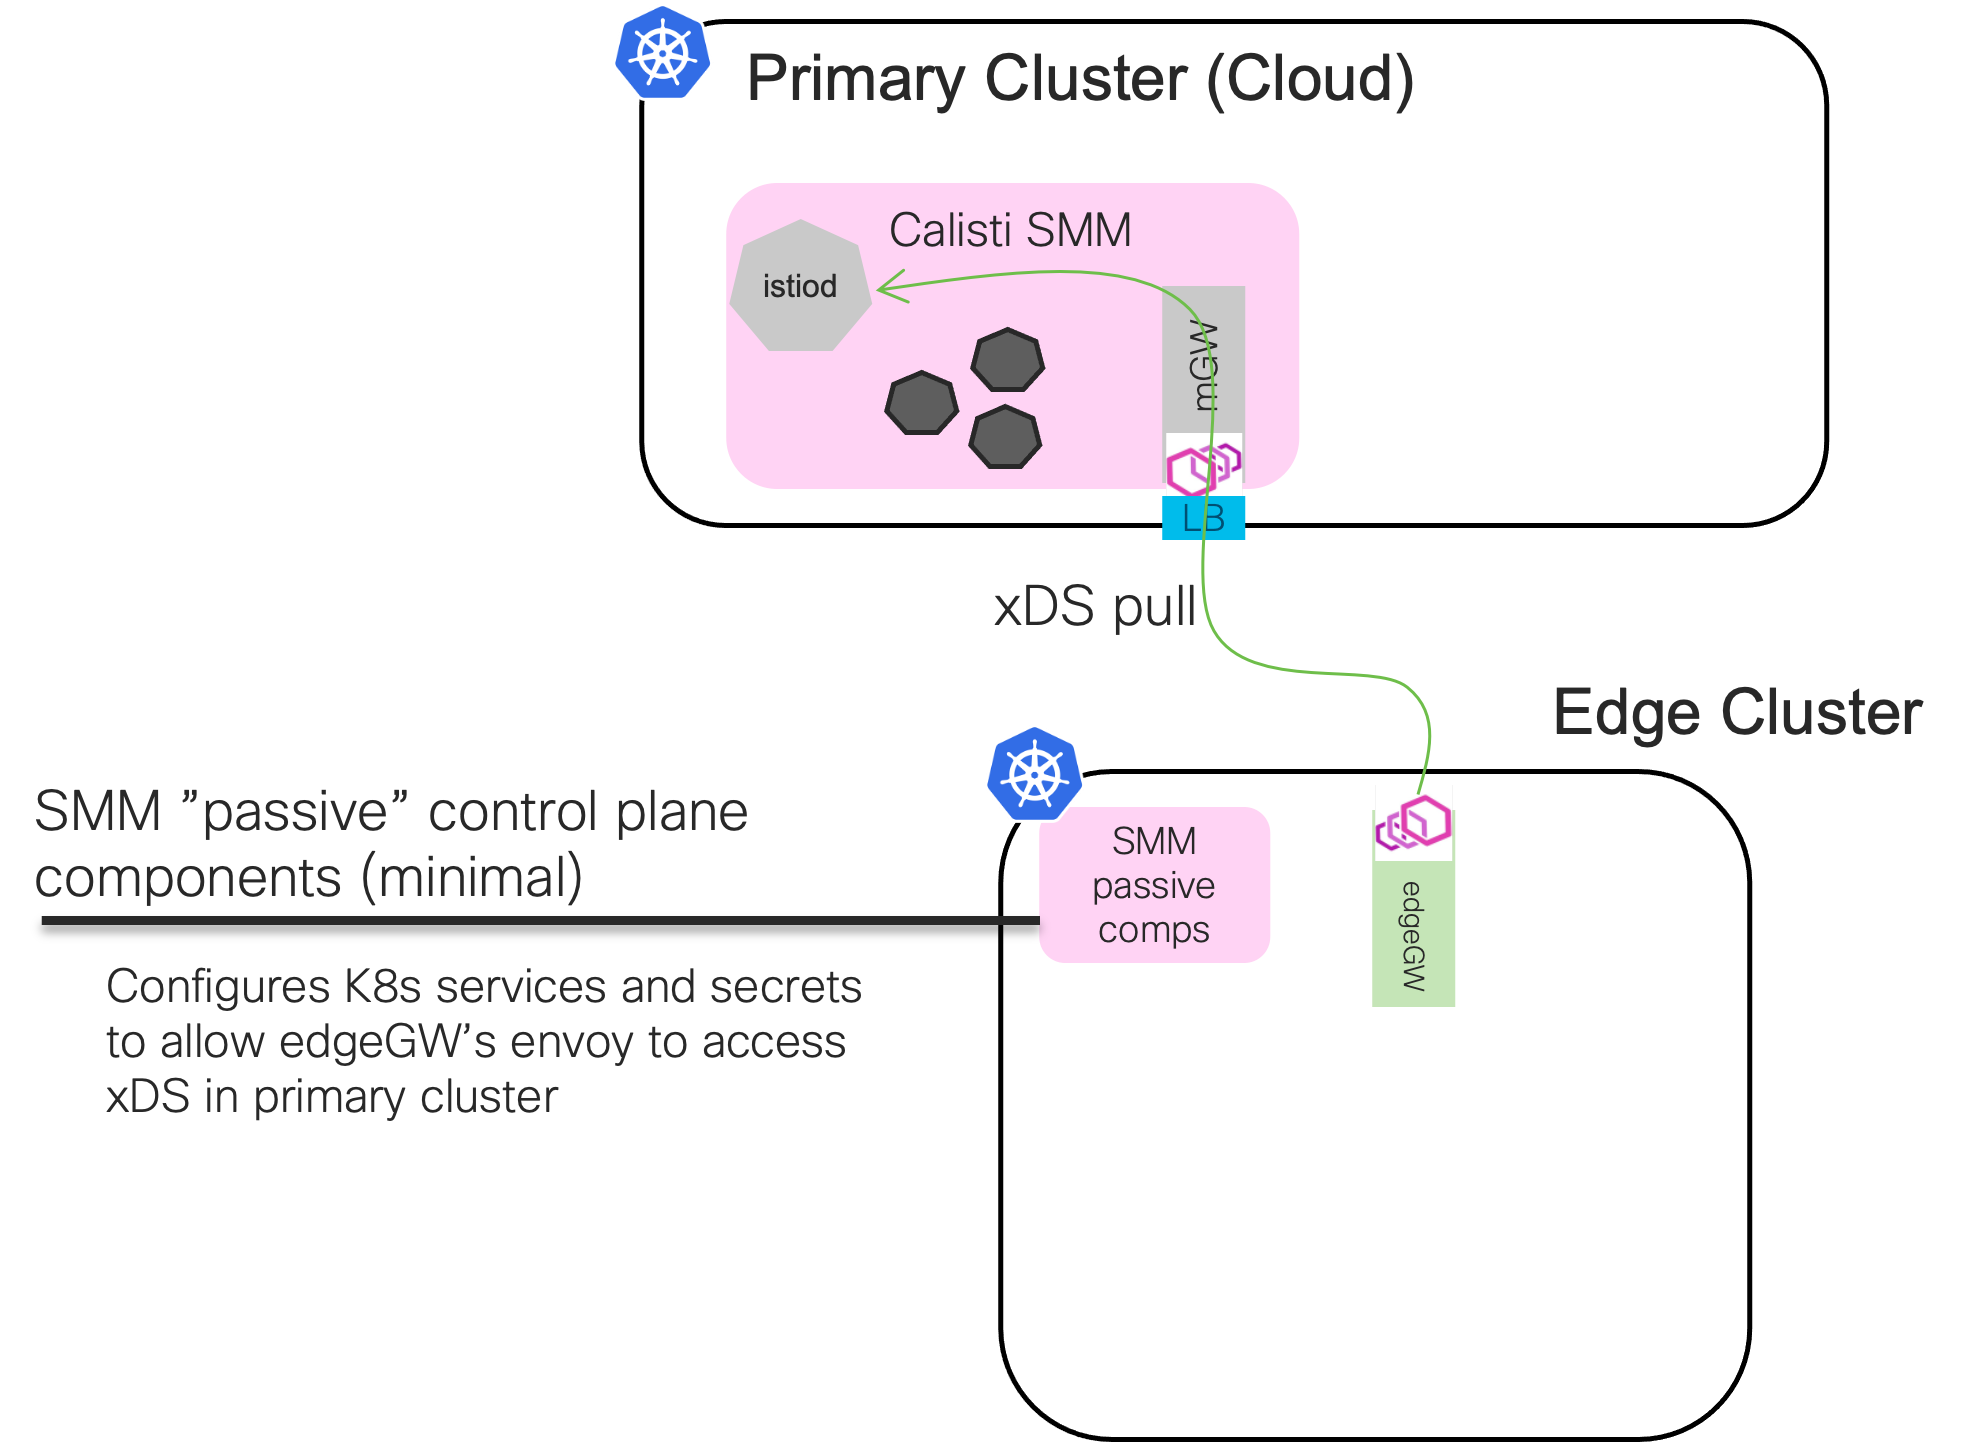 Primary Cluster (Cloud)
Calisti SMM
istiod
mGW
LB
xDS pull
Edge Cluster
SMM ”passive” control plane
components (minimal)
SMM
passive
comps
edgeGW
Configures K8s services and secrets
to allow edgeGW’s envoy to access
xDS in primary cluster